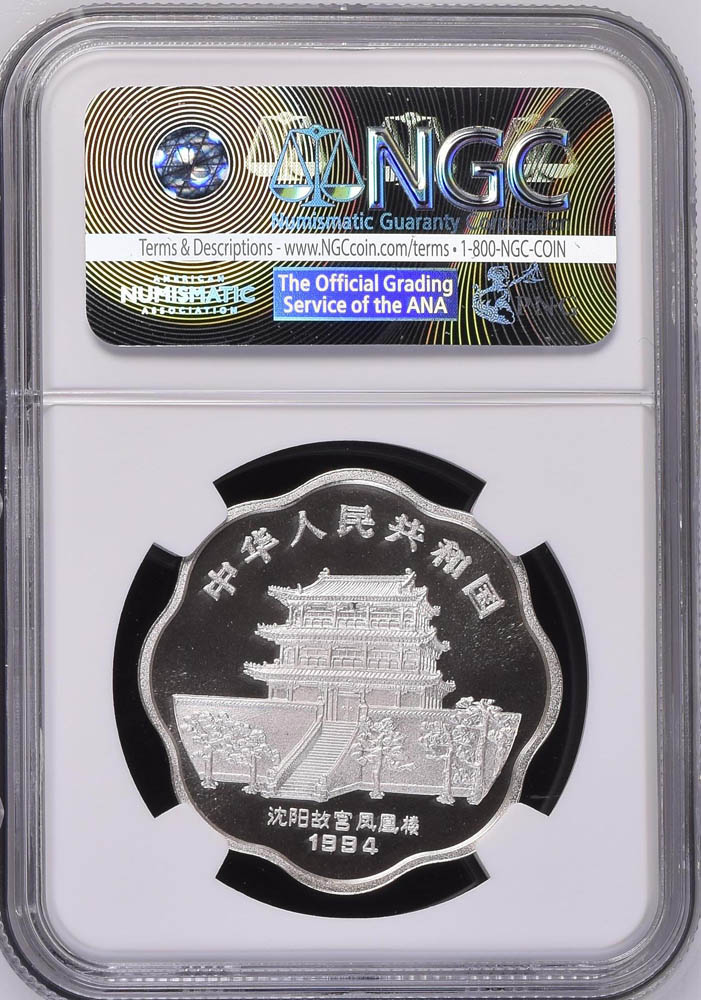 NGC
Numismatic Guaranty Corporation
Terms & Descriptions - www.NGCcoin.com/terms • 1-800-NGC-COIN
AMERICAN
NUMISMATIC
ASSOCIATION
The Official Grading
Service of the ANA
PNG
中华人民共和国
沈阳故宫凤凰楼
1994